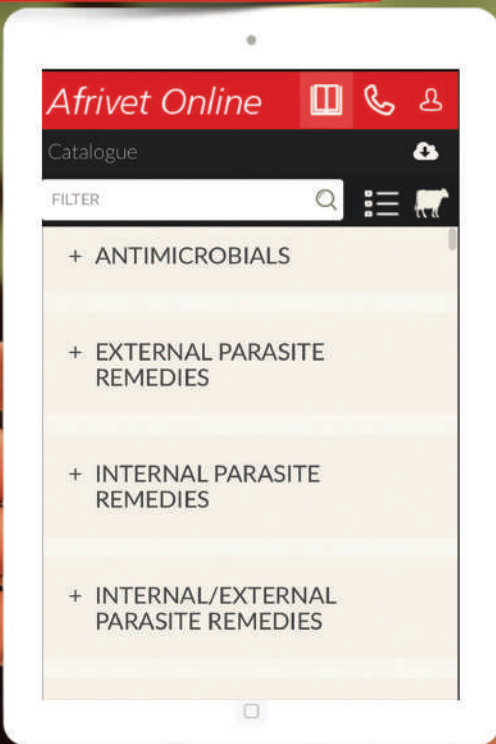 Afrivet Online
Catalogue
FILTER
+ ANTIMICROBIALS
+ EXTERNAL PARASITE
REMEDIES
+ INTERNAL PARASITE
REMEDIES
+ INTERNAL/EXTERNAL
PARASITE REMEDIES